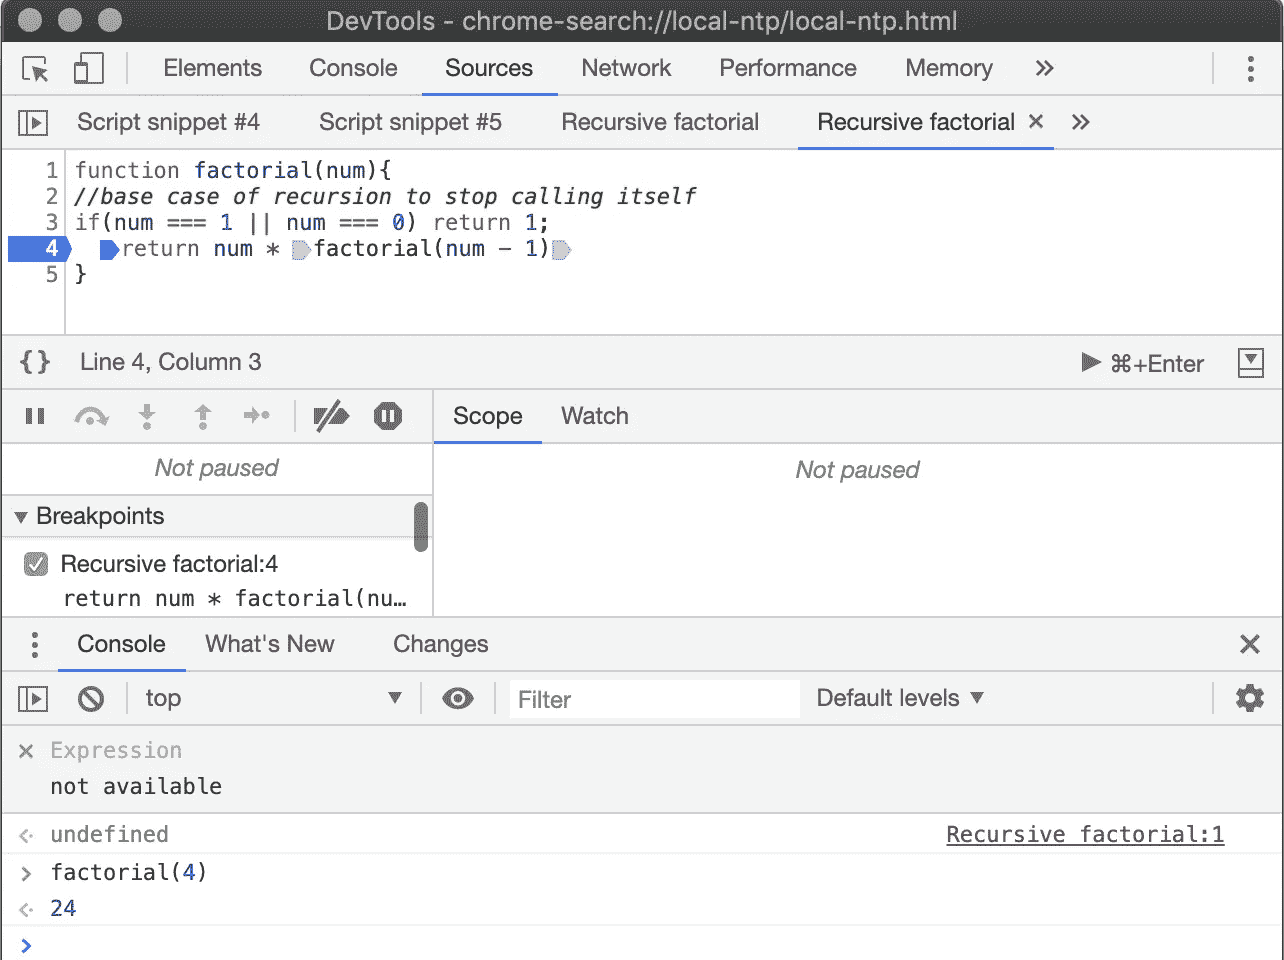 DevTools - chrome-search://local-ntp/local-ntp.html
Elements Console Sources Network Performance Memory »
Script snippet #4 Script snippet #5 Recursive factorial Recursive factorial × »
1 function factorial(num){
2 //base case of recursion to stop calling itself
3 if(num === 1 || num === 0) return 1;
4 return num * factorial(num - 1)
5 }
{} Line 4, Column 3 ⌘+Enter
Scope Watch
Not paused
Not paused
Breakpoints
Recursive factorial:4
return num * factorial(nu…
Console What's New Changes ×
top Filter Default levels
× Expression
not available
undefined Recursive factorial:1
> factorial(4)
24
>